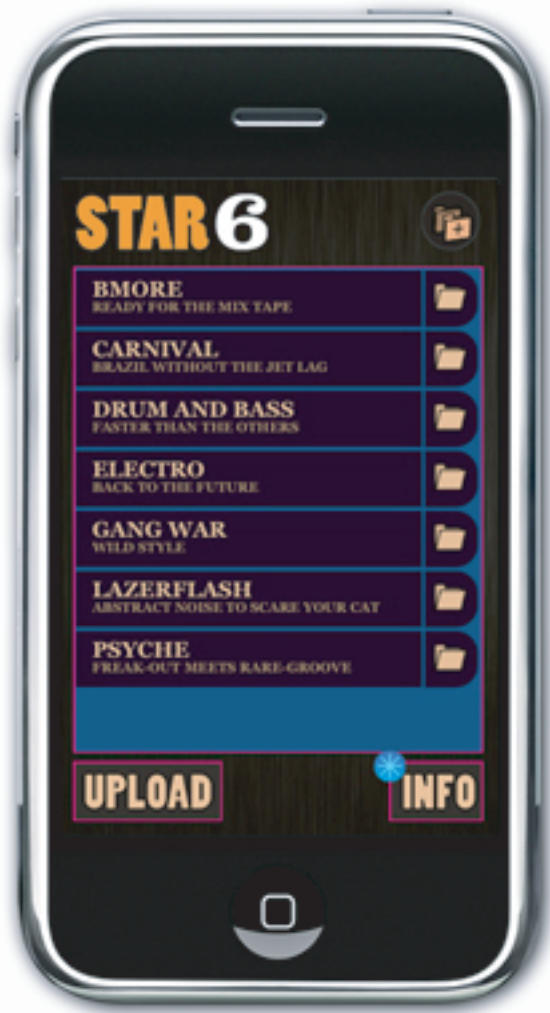 STAR6
BMORE
READY FOR THE MIX TAPE
CARNIVAL
BRAZIL WITHOUT THE JET LAG
DRUM AND BASS
FASTER THAN THE OTHERS
ELECTRO
BACK TO THE FUTURE
GANG WAR
WILD STYLE
LAZERFLASH
ABSTRACT NOISE TO SCARE YOUR CAT
PSYCHE
FREAK-OUT MEETS RARE-GROOVE
UPLOAD
INFO